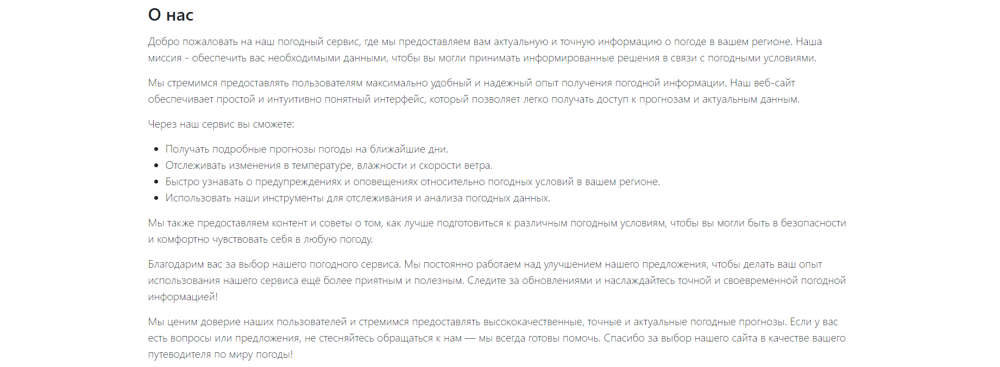 О нас
Добро пожаловать на наш погодный сервис, где мы предоставляем вам актуальную и точную информацию о погоде в вашем регионе. Наша
миссия - обеспечить вас необходимыми данными, чтобы вы могли принимать информированные решения в связи с погодными условиями.
Мы стремимся предоставлять пользователям максимально удобный и надежный опыт получения погодной информации. Наш веб-сайт
обеспечивает простой и интуитивно понятный интерфейс, который позволяет легко получать доступ к прогнозам и актуальным данным.
Через наш сервис вы сможете:
• Получать подробные прогнозы погоды на ближайшие дни.
• Отслеживать изменения в температуре, влажности и скорости ветра.
• Быстро узнавать о предупреждениях и оповещениях относительно погодных условий в вашем регионе.
• Использовать наши инструменты для отслеживания и анализа погодных данных.
Мы также предоставляем контент и советы о том, как лучше подготовиться к различным погодным условиям, чтобы вы могли быть в безопасности
и комфортно чувствовать себя в любую погоду.
Благодарим вас за выбор нашего погодного сервиса. Мы постоянно работаем над улучшением нашего предложения, чтобы делать ваш опыт
использования нашего сервиса ещё более приятным и полезным. Следите за обновлениями и наслаждайтесь точной и своевременной погодной
информацией!
Мы ценим доверие наших пользователей и стремимся предоставлять высококачественные, точные и актуальные погодные прогнозы. Если у вас
есть вопросы или предложения, не стесняйтесь обращаться к нам — мы всегда готовы помочь. Спасибо за выбор нашего сайта в качестве вашего
путеводителя по миру погоды!